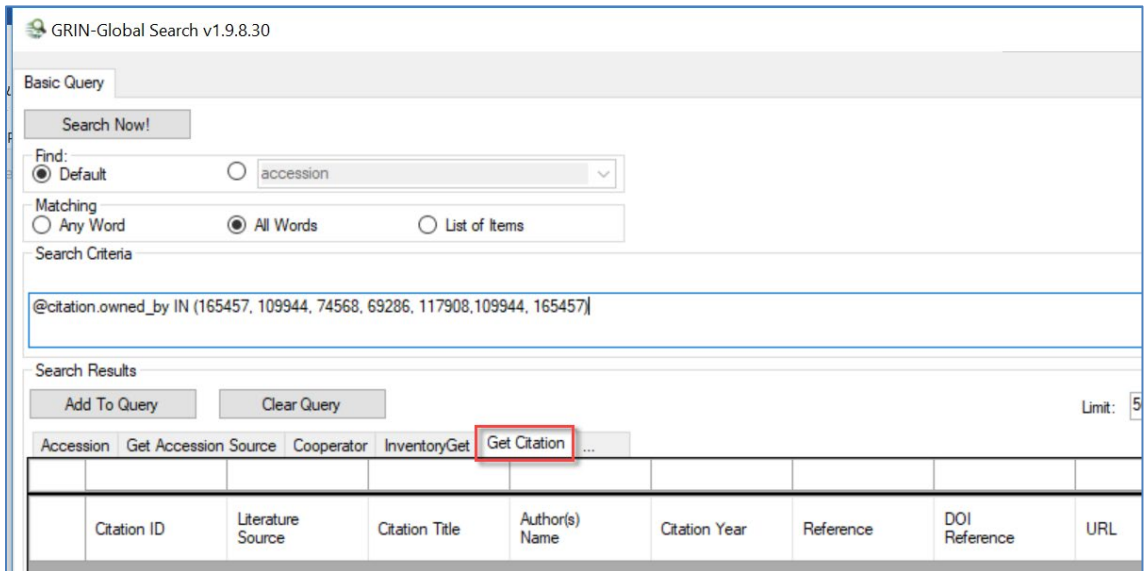 GRIN-Global Search v1.9.8.30
Basic Query
Search Now!
Find:
Default accession
Matching
Any Word All Words List of Items
Search Criteria
@citation.owned_by IN (165457, 109944, 74568, 69286, 117908,109944, 165457)
Search Results
Add To Query Clear Query Limit: 5
Accession Get Accession Source Cooperator InventoryGet Get Citation ...
Citation ID Literature Source Citation Title Author(s) Name Citation Year Reference DOI Reference URL